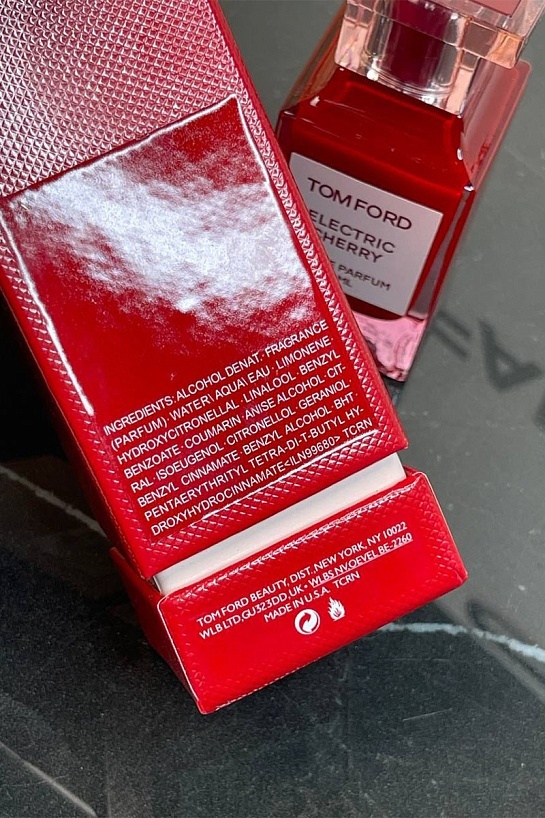 TOM FORD
ELECTRIC
CHERRY
PARFUM
ML
INGREDIENTS: ALCOHOL DENAT. · FRAGRANCE
(PARFUM) · WATER\AQUA\EAU · LIMONENE ·
HYDROXYCITRONELLAL · LINALOOL · BENZYL
BENZOATE · COUMARIN · ANISE ALCOHOL · CIT-
RAL · ISOEUGENOL · CITRONELLOL · GERANIOL ·
BENZYL CINNAMATE · BENZYL ALCOHOL · BHT ·
PENTAERYTHRITYL TETRA-DI-T-BUTYL HY-
DROXYHYDROCINNAMATE <ILN99680> TCRN
TOM FORD BEAUTY, DIST. NEW YORK, NY 10022
WLB LTD.GU323DD,UK • WLBS NVOEVEL BE-2260
MADE IN U.S.A. TCRN